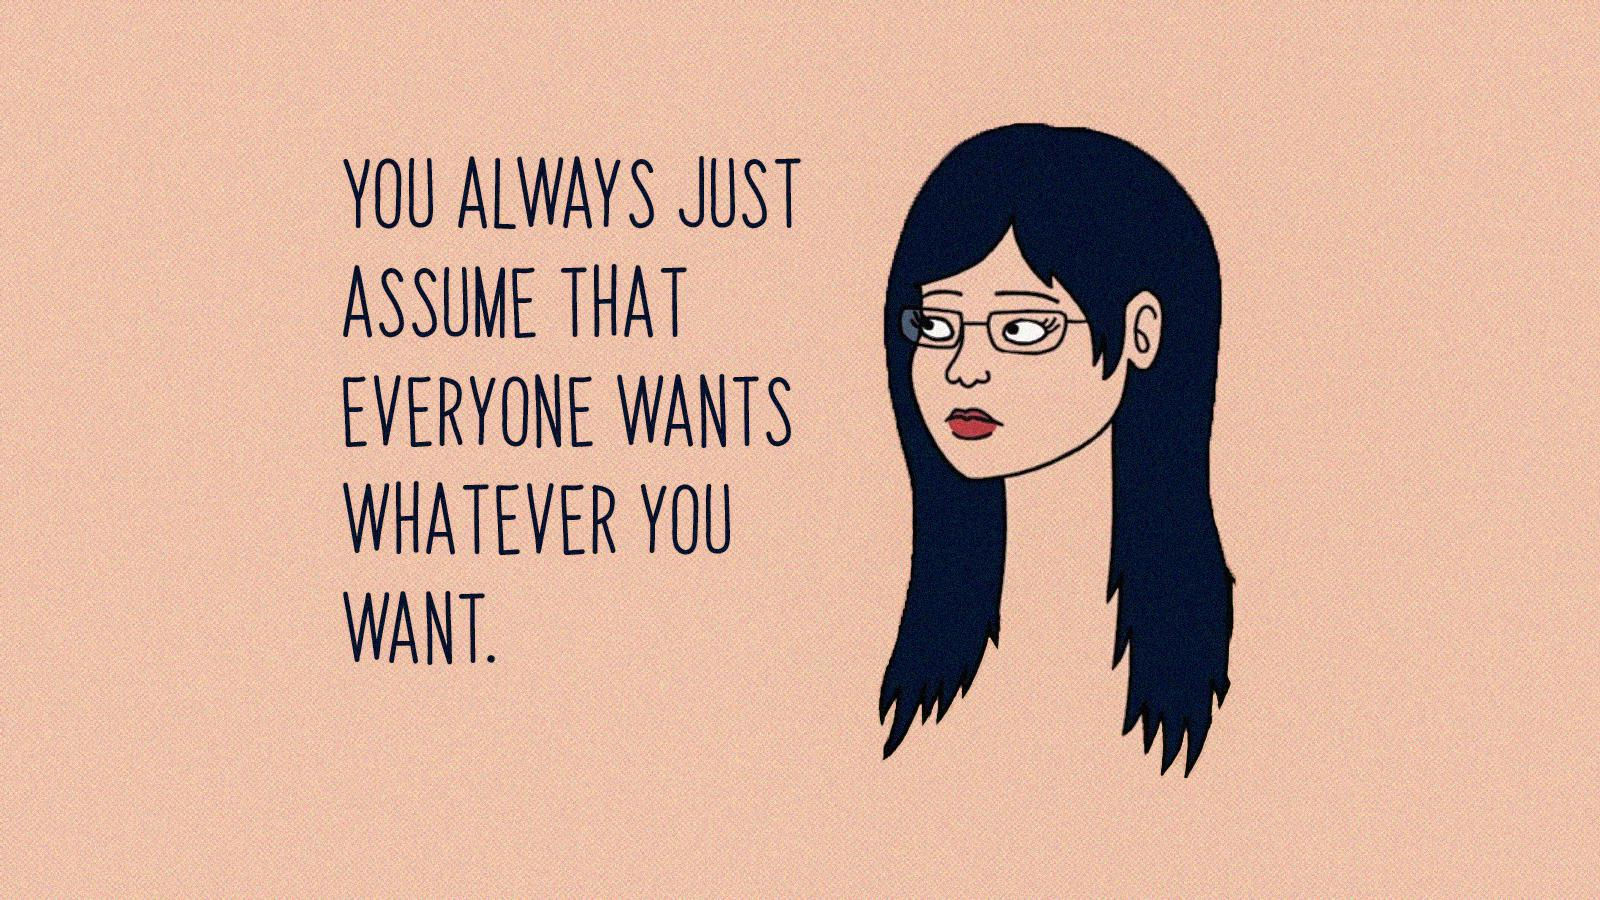 YOU ALWAYS JUST
ASSUME THAT
EVERYONE WANTS
WHATEVER YOU
WANT.